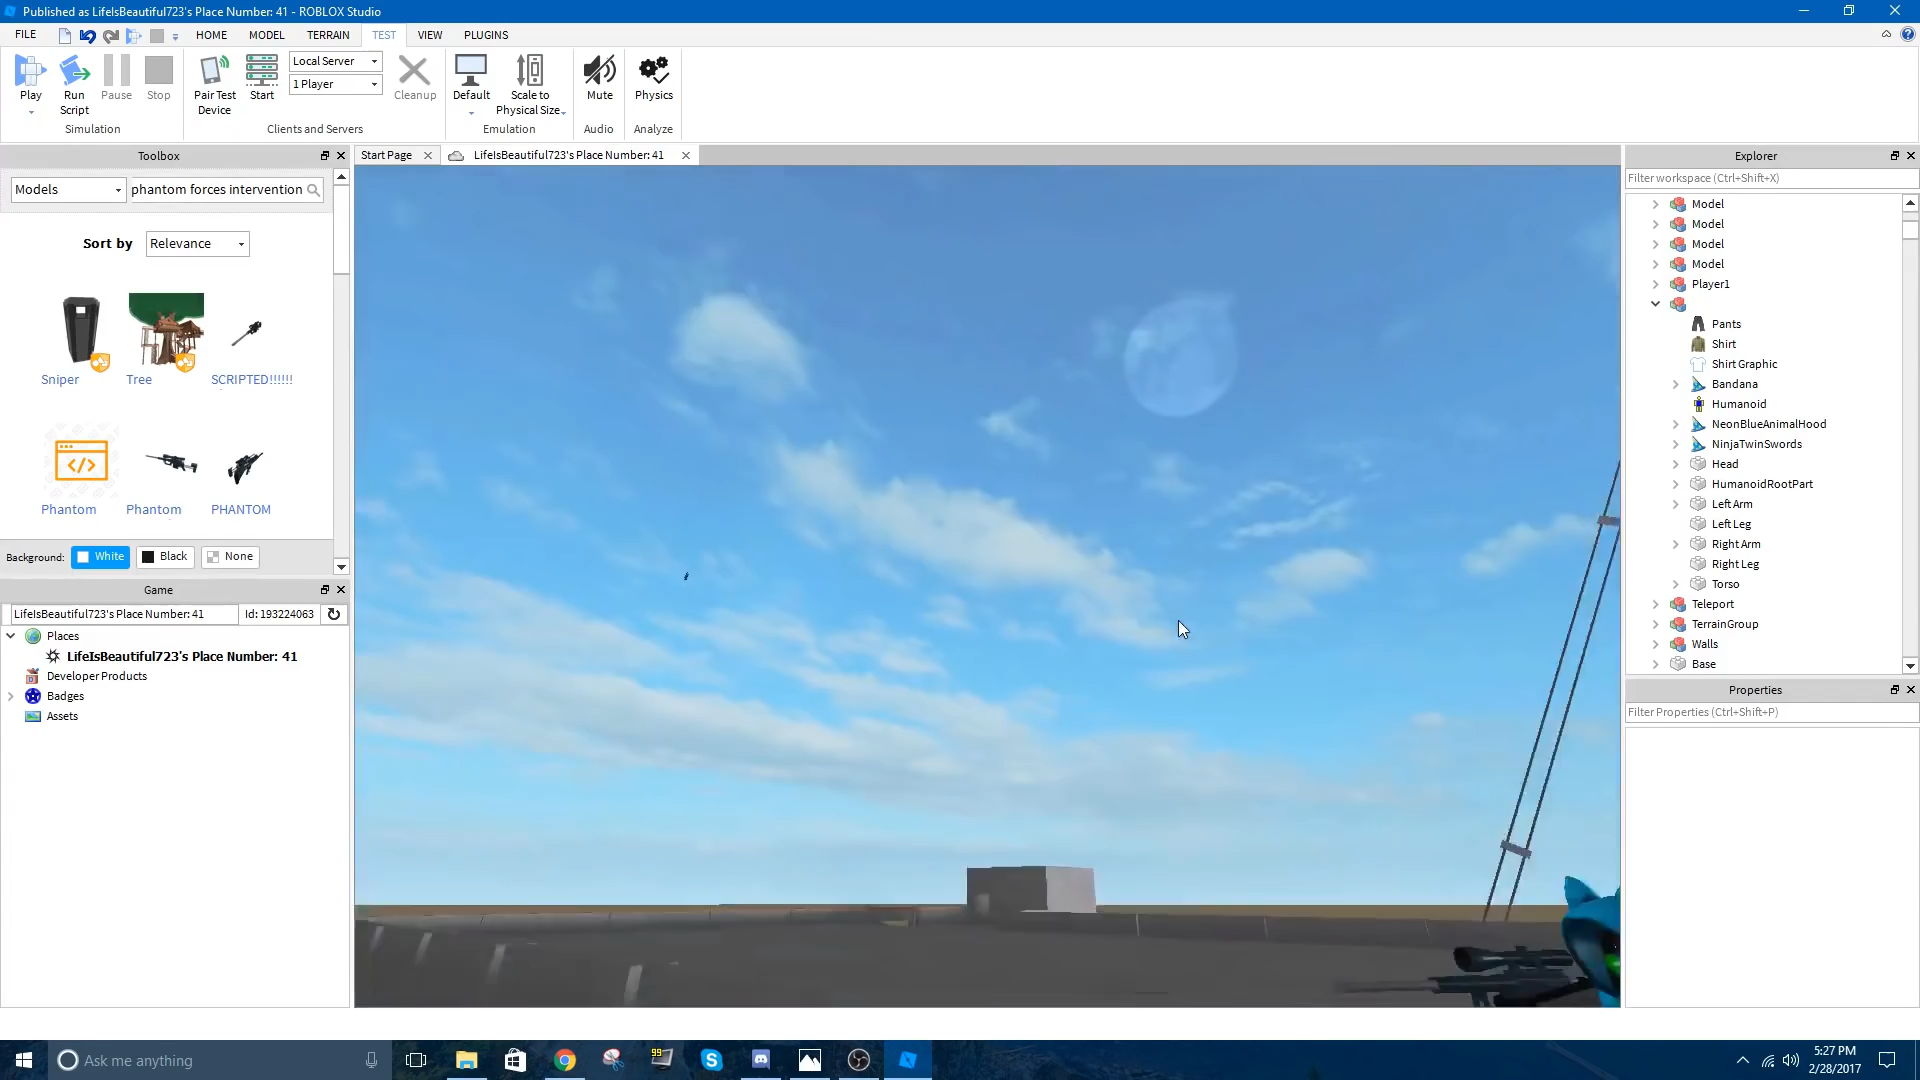 Published as LifeIsBeautiful723's Place Number: 41 - ROBLOX Studio
FILE HOME MODEL TERRAIN TEST VIEW PLUGINS
Play
Run Script
Pause
Stop
Simulation
Pair Test Device
Start
Local Server
1 Player
Cleanup
Clients and Servers
Default
Scale to Physical Size
Emulation
Mute
Audio
Physics
Analyze
Toolbox
Models
phantom forces intervention
Sort by Relevance
Sniper
Tree
SCRIPTED!!!!!!
Phantom
Phantom
PHANTOM
Background: White Black None
Game
LifeIsBeautiful723's Place Number: 41 Id: 193224063
Places
LifeIsBeautiful723's Place Number: 41
Developer Products
Badges
Assets
Start Page
LifeIsBeautiful723's Place Number: 41
Explorer
Filter workspace (Ctrl+Shift+X)
Model
Model
Model
Model
Player1
Pants
Shirt
Shirt Graphic
Bandana
Humanoid
NeonBlueAnimalHood
NinjaTwinSwords
Head
HumanoidRootPart
Left Arm
Left Leg
Right Arm
Right Leg
Torso
Teleport
TerrainGroup
Walls
Base
Properties
Filter Properties (Ctrl+Shift+P)
Ask me anything
99
5:27 PM
2/28/2017